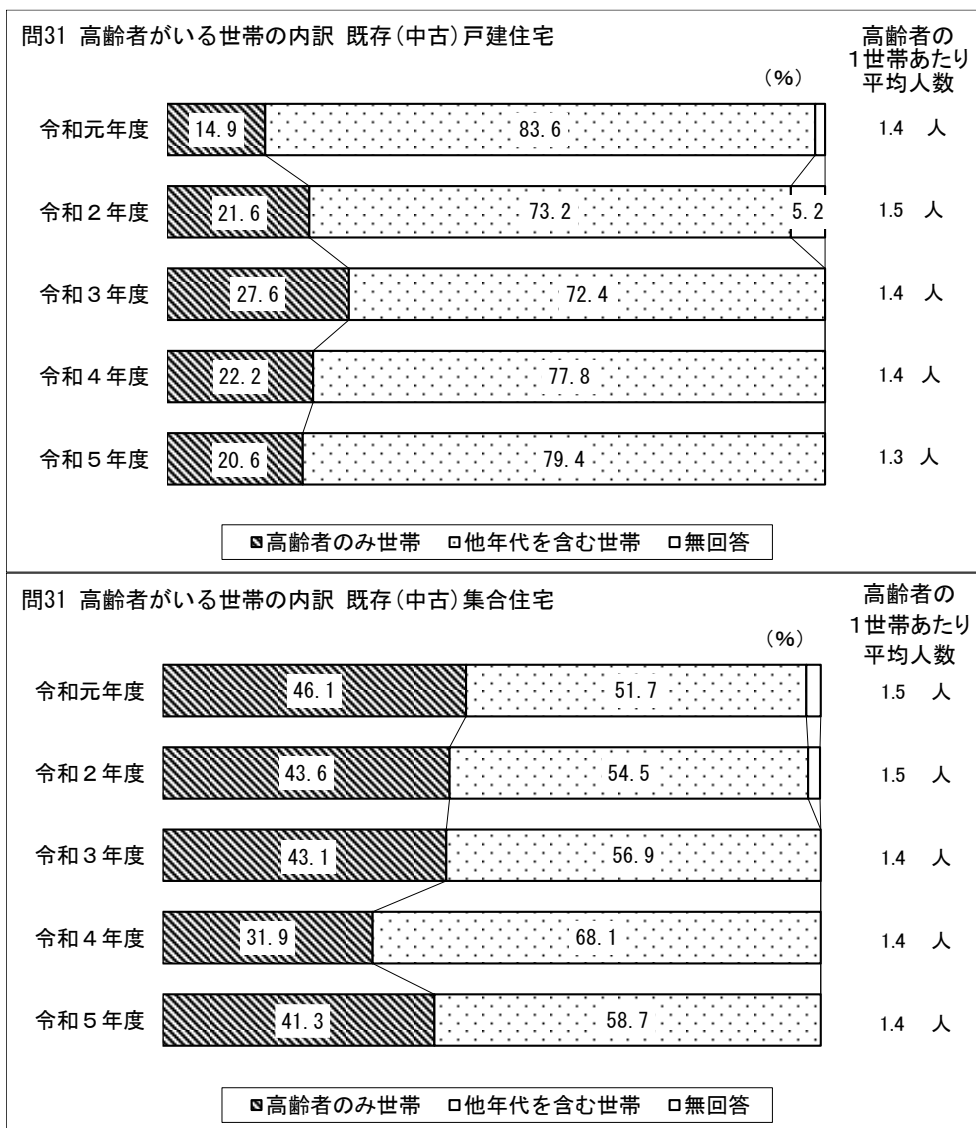 問31 高齢者がいる世帯の内訳 既存(中古)戸建住宅
高齢者の
1世帯あたり
平均人数
(%)
令和元年度 14.9 83.6 1.4 人
令和2年度 21.6 73.2 5.2 1.5 人
令和3年度 27.6 72.4 1.4 人
令和4年度 22.2 77.8 1.4 人
令和5年度 20.6 79.4 1.3 人
高齢者のみ世帯 他年代を含む世帯 無回答
問31 高齢者がいる世帯の内訳 既存(中古)集合住宅
高齢者の
1世帯あたり
平均人数
(%)
令和元年度 46.1 51.7 1.5 人
令和2年度 43.6 54.5 1.5 人
令和3年度 43.1 56.9 1.4 人
令和4年度 31.9 68.1 1.4 人
令和5年度 41.3 58.7 1.4 人
高齢者のみ世帯 他年代を含む世帯 無回答